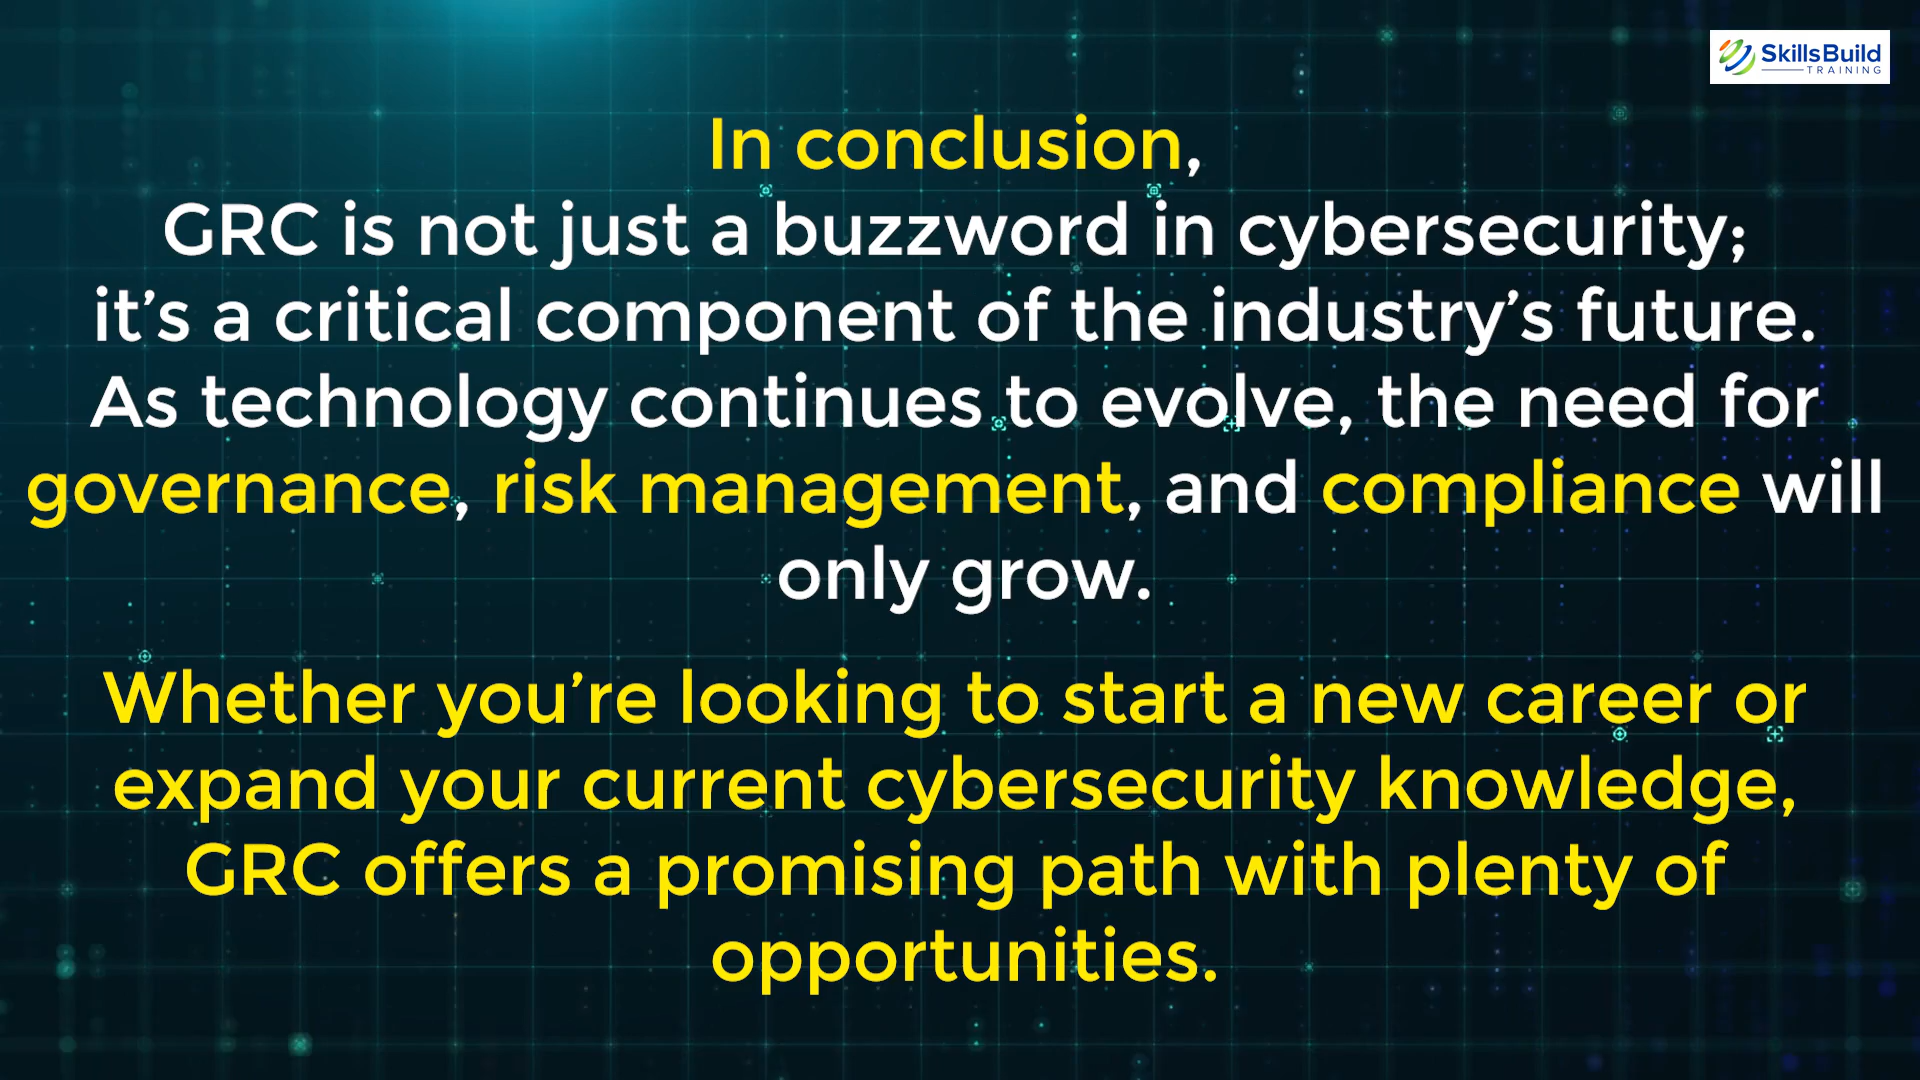 SkillsBuild
TRAINING
In conclusion,
GRC is not just a buzzword in cybersecurity;
it’s a critical component of the industry’s future.
As technology continues to evolve, the need for
governance, risk management, and compliance will
only grow.
Whether you’re looking to start a new career or
expand your current cybersecurity knowledge,
GRC offers a promising path with plenty of
opportunities.